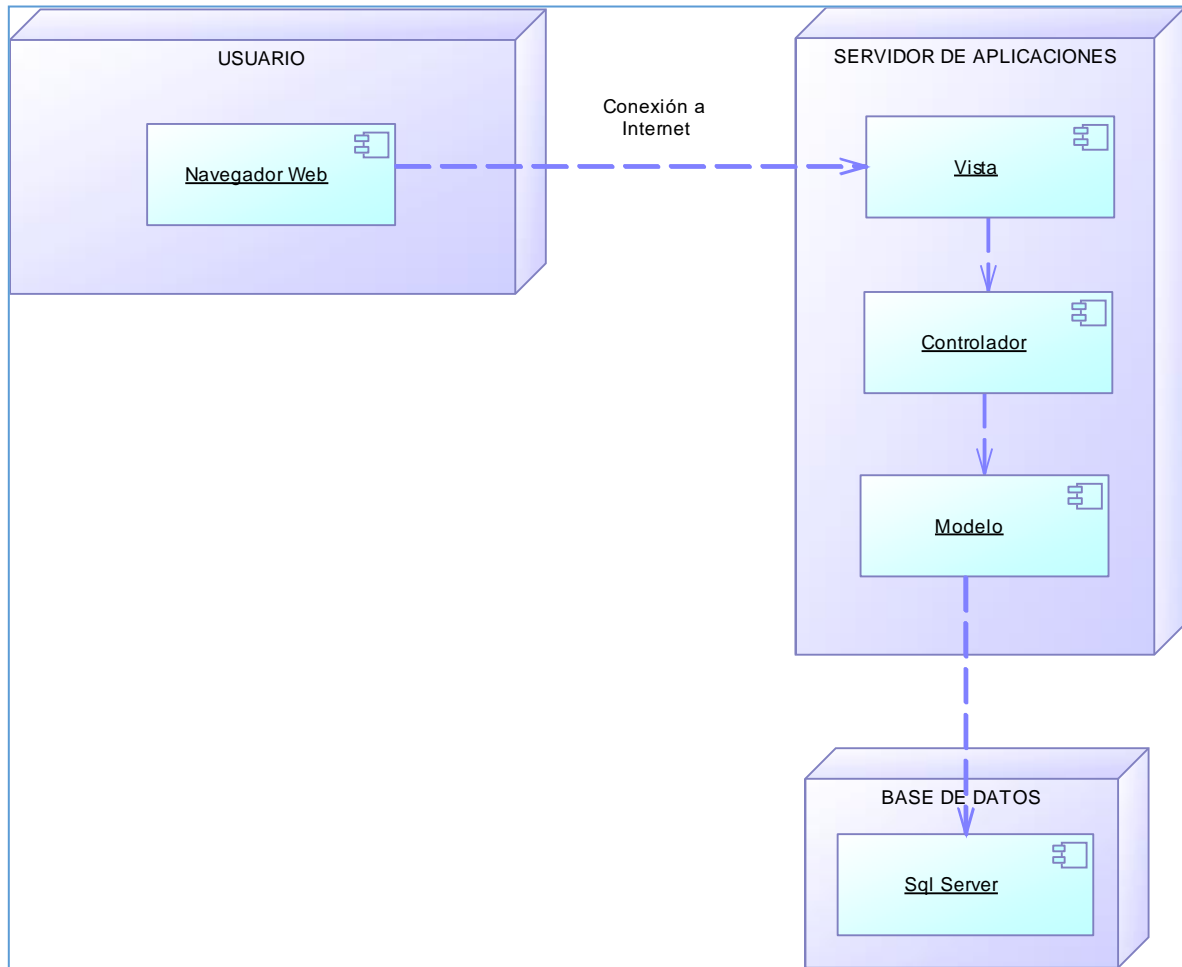 USUARIO
Navegador Web
Conexión a
Internet
SERVIDOR DE APLICACIONES
Vista
Controlador
Modelo
BASE DE DATOS
Sql Server